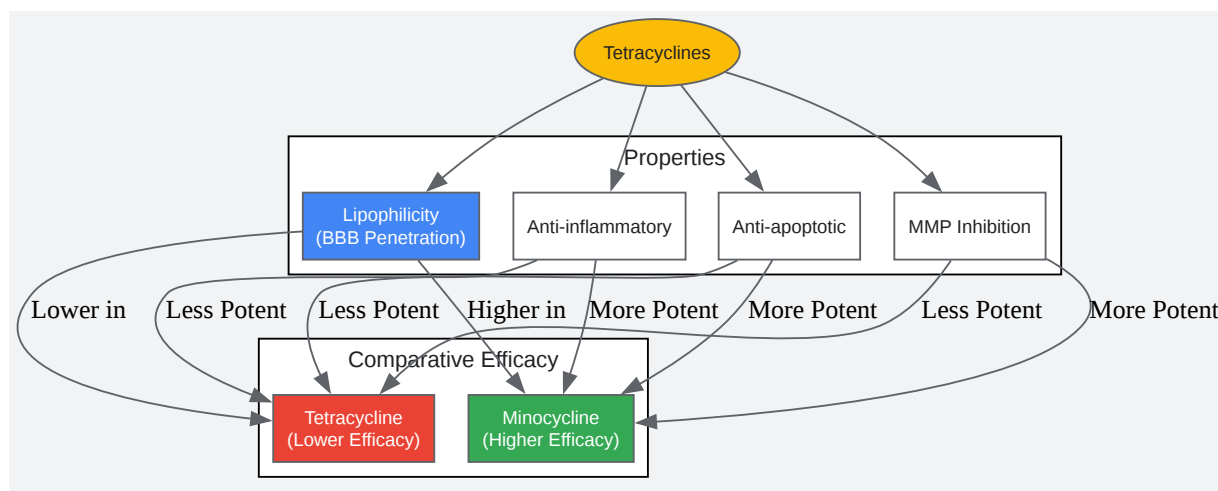 Tetracyclines
Properties
Lipophilicity
(BBB Penetration)
Anti-inflammatory
Anti-apoptotic
MMP Inhibition
Lower in
Less Potent
Less Potent
Higher in
More Potent
More Potent
Less Potent
More Potent
Comparative Efficacy
Tetracycline
(Lower Efficacy)
Minocycline
(Higher Efficacy)